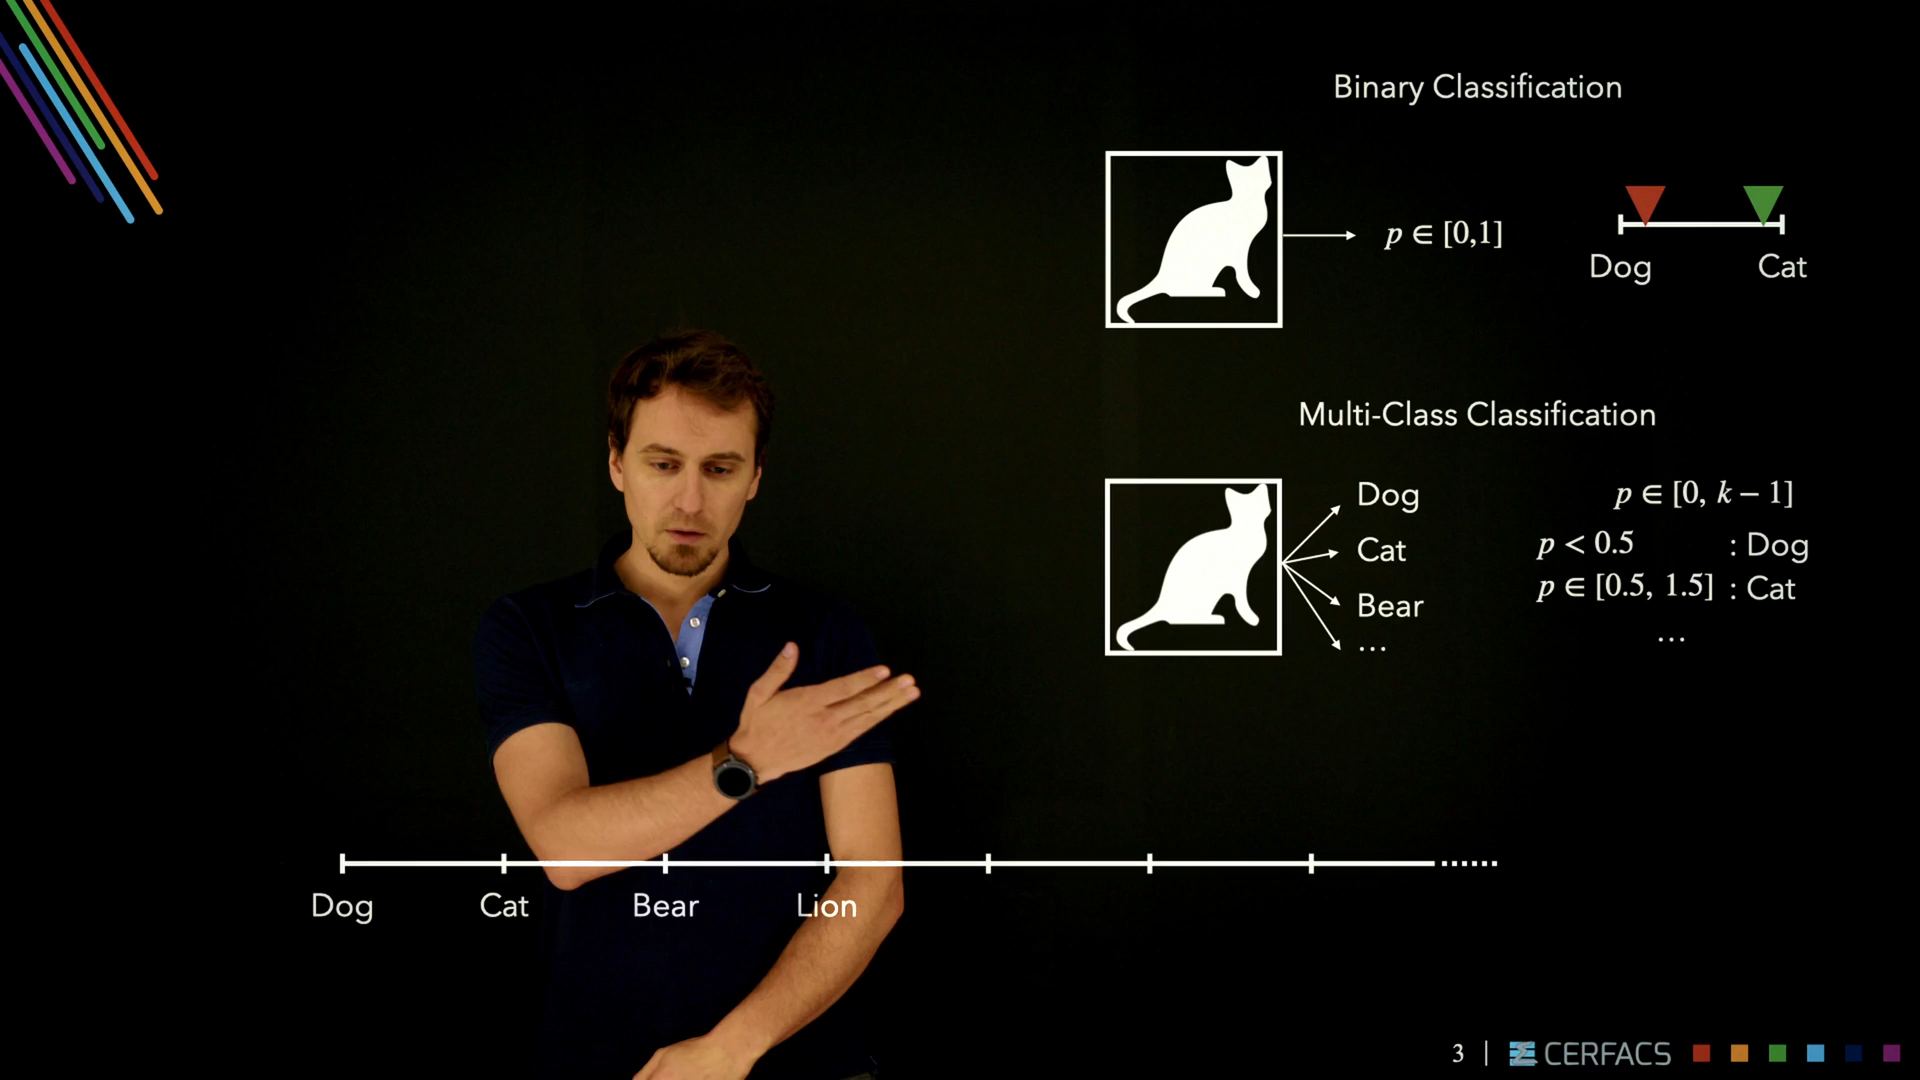 Binary Classification
p ∈ [0,1]
Dog
Cat
Multi-Class Classification
Dog
Cat
Bear
...
p ∈ [0, k − 1]
p < 0.5 : Dog
p ∈ [0.5, 1.5] : Cat
...
Dog Cat Bear Lion
3 | CERFACS